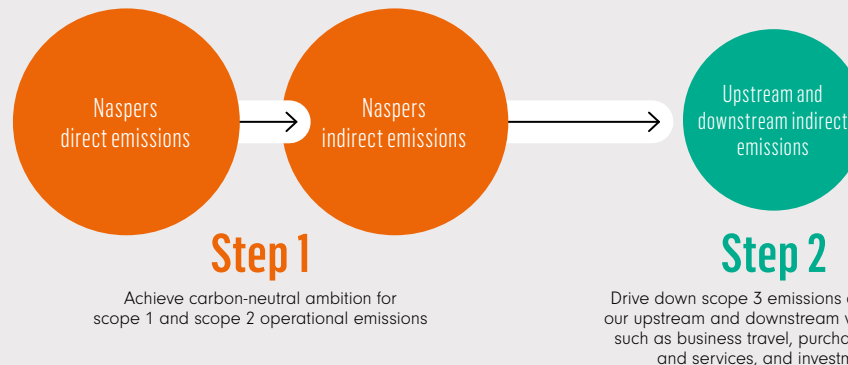 Naspers
direct emissions
Naspers
indirect emissions
Upstream and
downstream indirect
emissions
Step 1
Achieve carbon-neutral ambition for
scope 1 and scope 2 operational emissions
Step 2
Drive down scope 3 emissions
our upstream and downstream
such as business travel,
and services, and